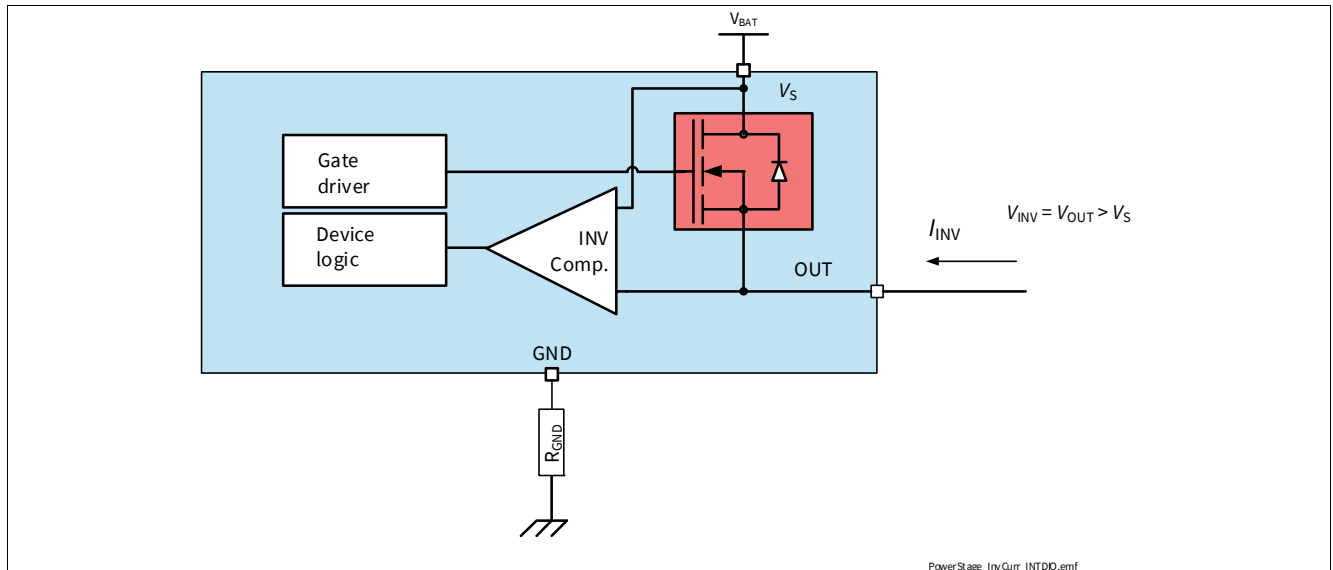 VBAT
VS
Gate
driver
Device
logic
INV
Comp.
OUT
IINV
VINV = VOUT > VS
GND
RGND
PowerStage_InvCurr_INTDIO.emf